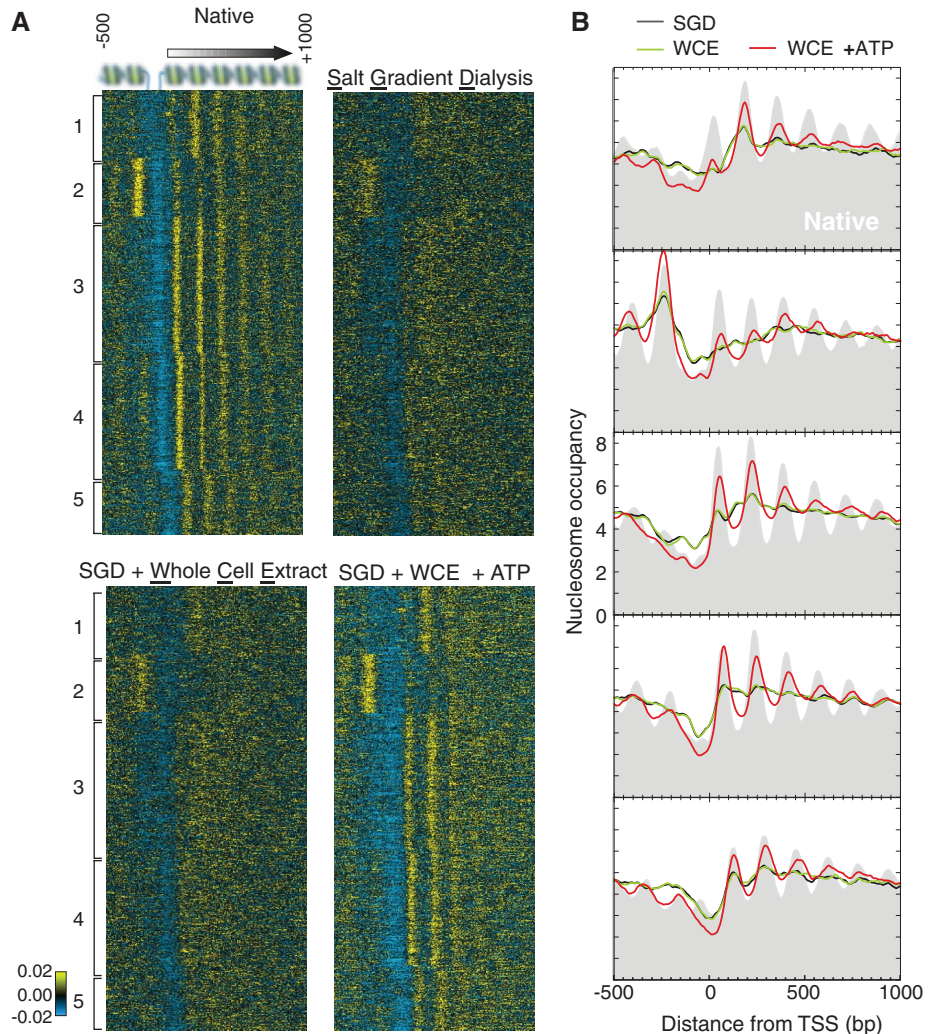 A
-500
Native
+1000
Salt Gradient Dialysis
1
2
3
4
5
SGD + Whole Cell Extract
SGD + WCE + ATP
1
2
3
4
5
0.02
0.00
-0.02
B
SGD
WCE
WCE +ATP
Native
Nucleosome occupancy
8
6
4
2
0
-500
0
500
1000
Distance from TSS (bp)